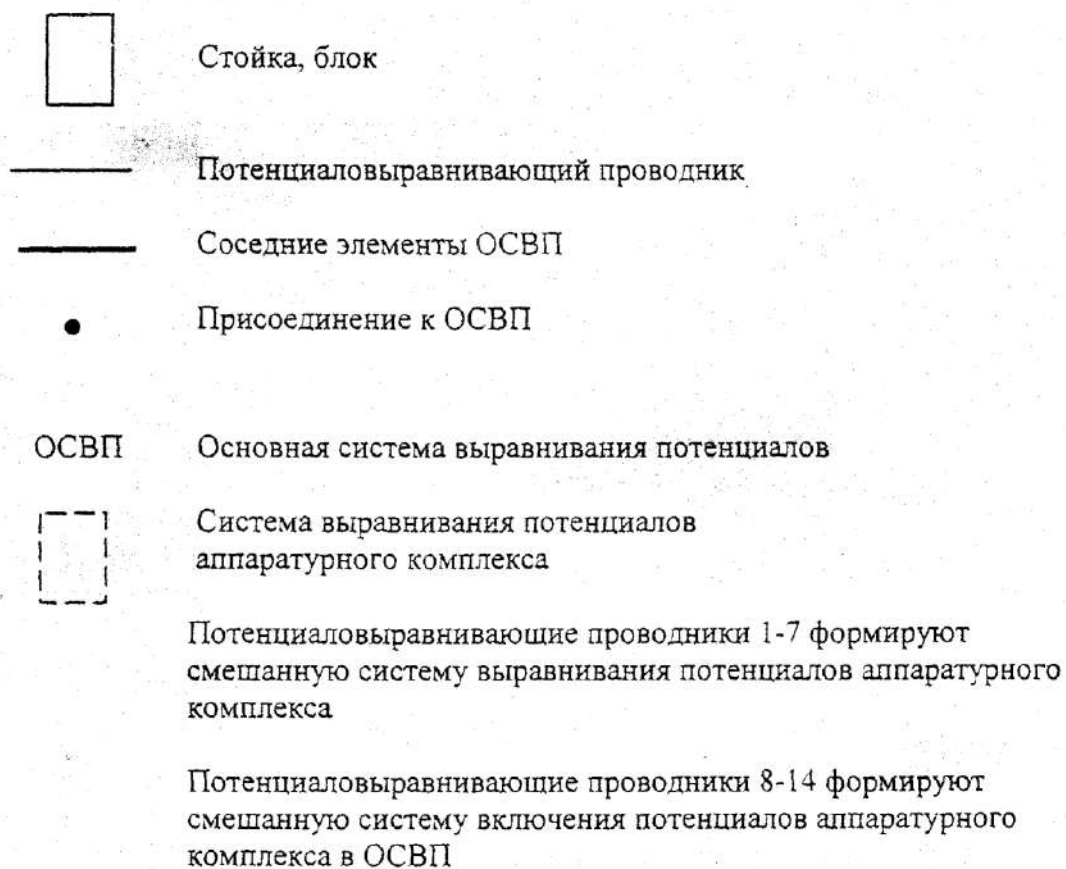 Стойка, блок
Потенциаловыравнивающий проводник
Соседние элементы ОСВП
Присоединение к ОСВП
ОСВП Основная система выравнивания потенциалов
Система выравнивания потенциалов
аппаратурного комплекса
Потенциаловыравнивающие проводники 1-7 формируют
смешанную систему выравнивания потенциалов аппаратурного
комплекса
Потенциаловыравнивающие проводники 8-14 формируют
смешанную систему включения потенциалов аппаратурного
комплекса в ОСВП